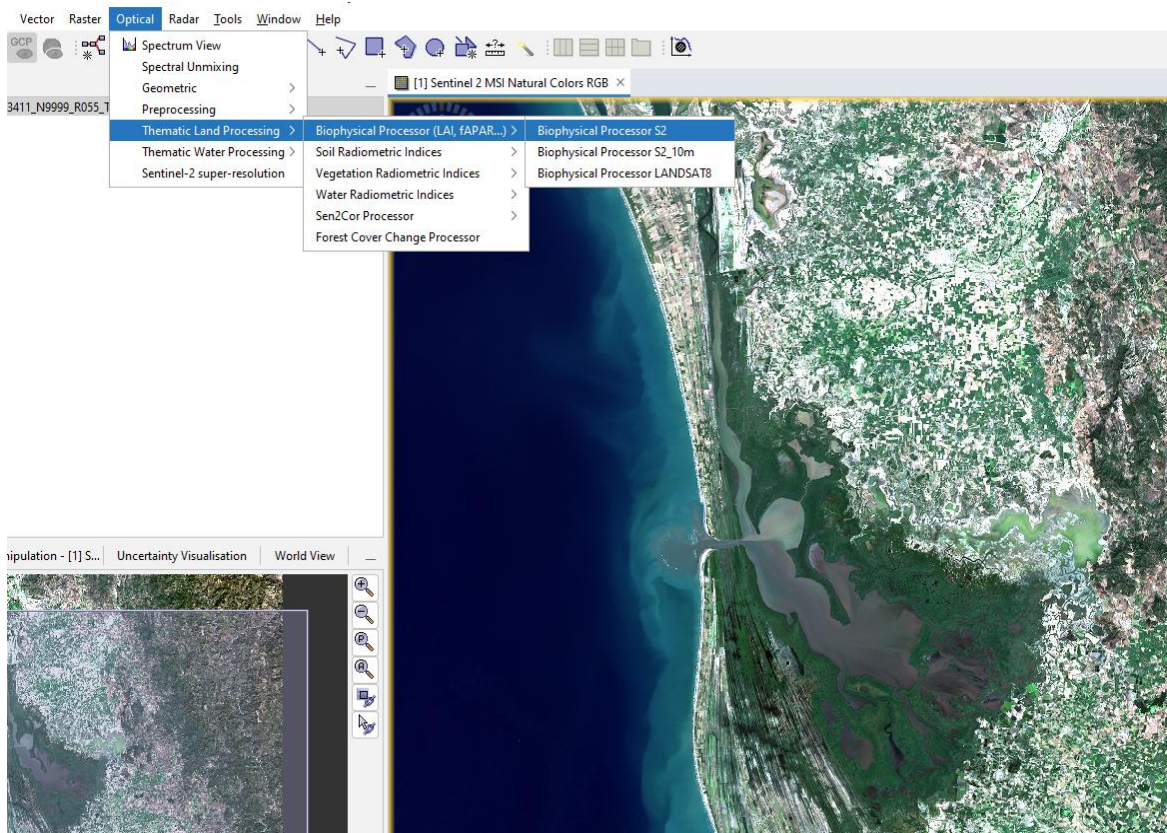 Vector Raster Optical Radar Tools Window Help
GCP
Spectrum View
Spectral Unmixing
Geometric
Preprocessing
Thematic Land Processing
Thematic Water Processing
Sentinel-2 super-resolution
[1] Sentinel 2 MSI Natural Colors RGB
3411_N9999_R055_T
Biophysical Processor (LAI, fAPAR...)
Soil Radiometric Indices
Vegetation Radiometric Indices
Water Radiometric Indices
Sen2Cor Processor
Forest Cover Change Processor
Biophysical Processor S2
Biophysical Processor S2_10m
Biophysical Processor LANDSAT8
nipulation - [1] S... Uncertainty Visualisation World View